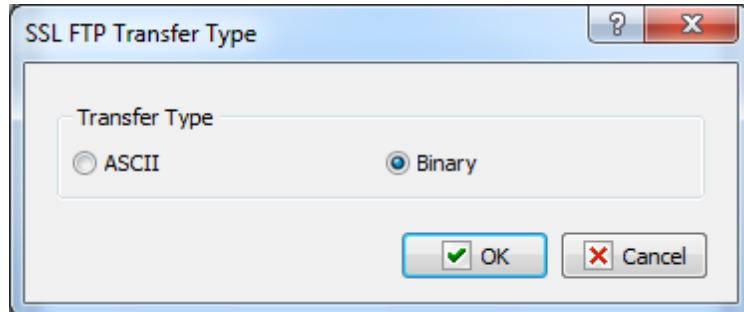 SSL FTP Transfer Type
Transfer Type
ASCII
Binary
OK
Cancel